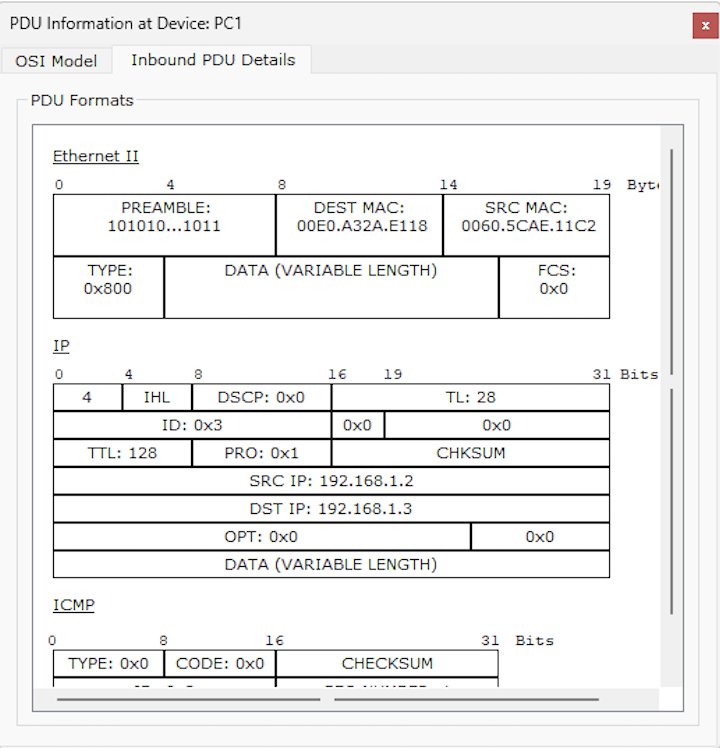 PDU Information at Device: PC1
x
OSI Model Inbound PDU Details
PDU Formats
Ethernet II
0 4 8 14 19
PREAMBLE: DEST MAC: SRC MAC:
101010...1011 00E0.A32A.E118 0060.5CAE.11C2
TYPE: DATA (VARIABLE LENGTH) FCS:
0x800 0x0
IP
0 4 8 16 19 31 Bits
4 IHL DSCP: 0x0 TL: 28
ID: 0x3 0x0 0x0
TTL: 128 PRO: 0x1 CHKSUM
SRC IP: 192.168.1.2
DST IP: 192.168.1.3
OPT: 0x0 0x0
DATA (VARIABLE LENGTH)
ICMP
0 8 16 31 Bits
TYPE: 0x0 CODE: 0x0 CHECKSUM